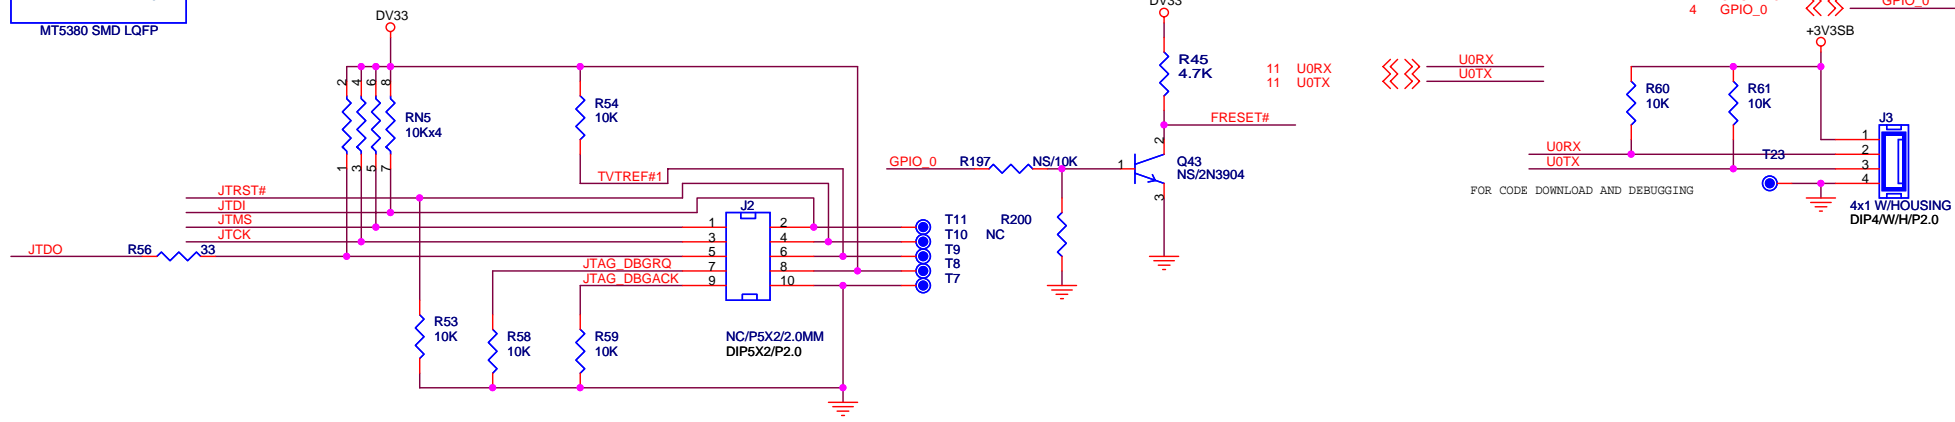 MT5380 SMD LQFP
DV33
2 4 6 8
RN5
10Kx4
1 3 5 7
R54
10K
TVTREF#1
JTRST#
JTDI
JTMS
JTCK
JTDO
R56 33
J2
1 2
3 4
5 6
7 8
9 10
JTAG_DBGRQ
JTAG_DBGACK
T11
T10
T9
T8
T7
R53
10K
R58
10K
R59
10K
NC/P5X2/2.0MM
DIP5X2/P2.0
DV33
R45
4.7K
FRESET#
GPIO_0
R197 NS/10K
1
2
3
Q43
NS/2N3904
R200
NC
11 U0RX
11 U0TX
U0RX
U0TX
4 GPIO_0
GPIO_0
+3V3SB
R60
10K
R61
10K
J3
U0RX
U0TX
T23
1
2
3
4
FOR CODE DOWNLOAD AND DEBUGGING
4x1 W/HOUSING
DIP4/W/H/P2.0